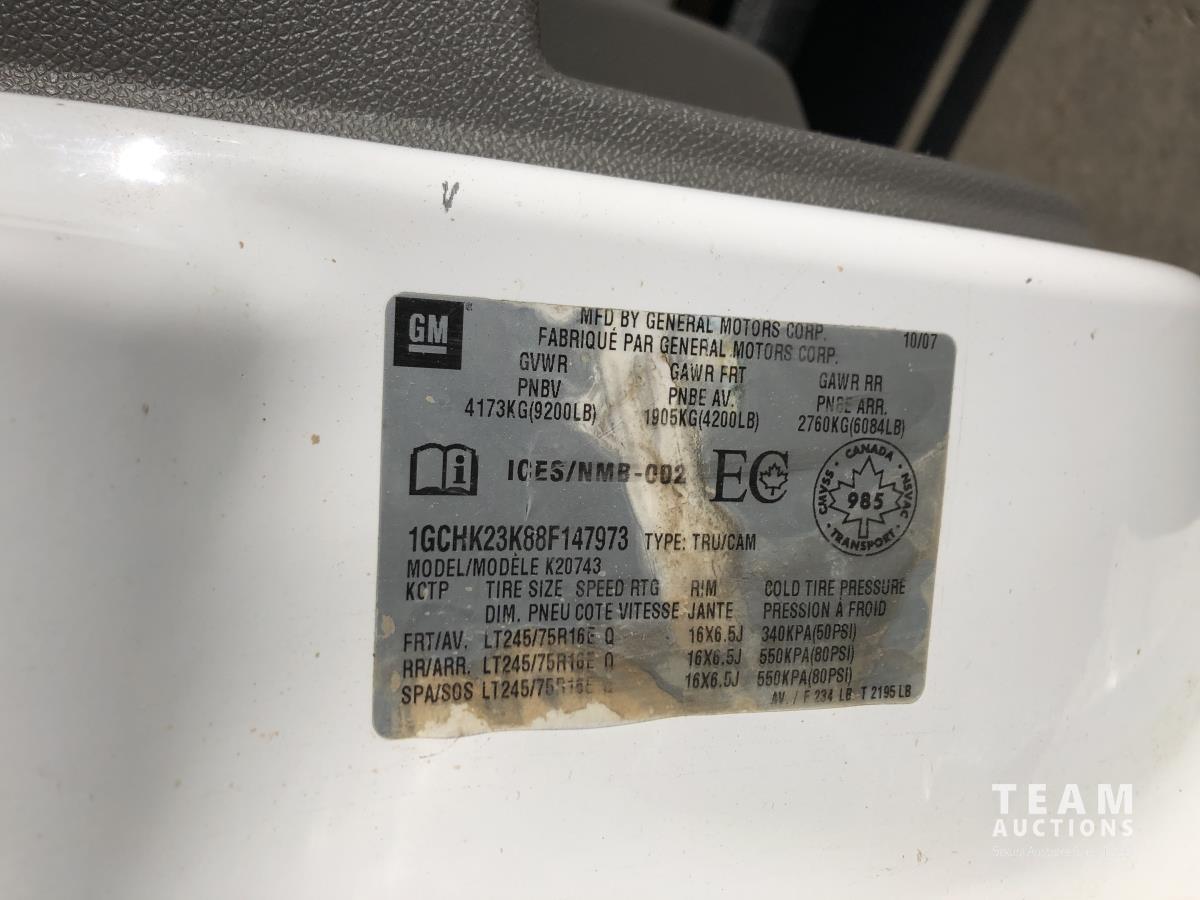 GM
MFD BY GENERAL MOTORS CORP. 10/07
FABRIQUÉ PAR GENERAL MOTORS CORP.
GVWR GAWR FRT GAWR RR
PNBV PNBE AV. PNBE ARR.
4173KG(9200LB) 1905KG(4200LB) 2760KG(6084LB)
i ICES/NMB-002 EC
CANADA
CMVSS 985 NSVAC
TRANSPORT
1GCHK23K88F147973 TYPE: TRU/CAM
MODEL/MODÈLE K20743
KCTP TIRE SIZE SPEED RTG RIM COLD TIRE PRESSURE
DIM. PNEU COTE VITESSE JANTE PRESSION À FROID
FRT/AV. LT245/75R16E Q 16X6.5J 340KPA(50PSI)
RR/ARR. LT245/75R16E Q 16X6.5J 550KPA(80PSI)
SPA/SOS LT245/75R16E Q 16X6.5J 550KPA(80PSI)
AV. / F 234 LB T 2195 LB
TEAM
AUCTIONS